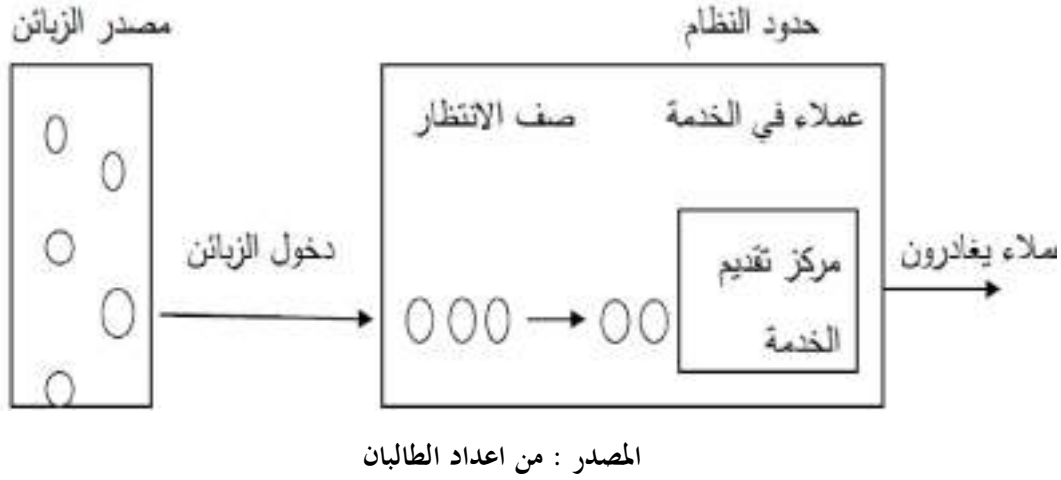 حدود النظام
مصدر الزبائن
عملاء في الخدمة
صف الانتظار
دخول الزبائن
مركز تقديم
الخدمة
عملاء يغادرون
المصدر : من اعداد الطالبان